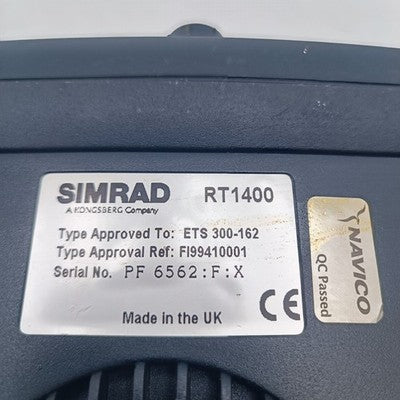 SIMRAD RT1400
A KONGSBERG Company
Type Approved To: ETS 300-162
Type Approval Ref: FI99410001
Serial No. PF 6562:F:X
Made in the UK
NAVICO
QC Passed